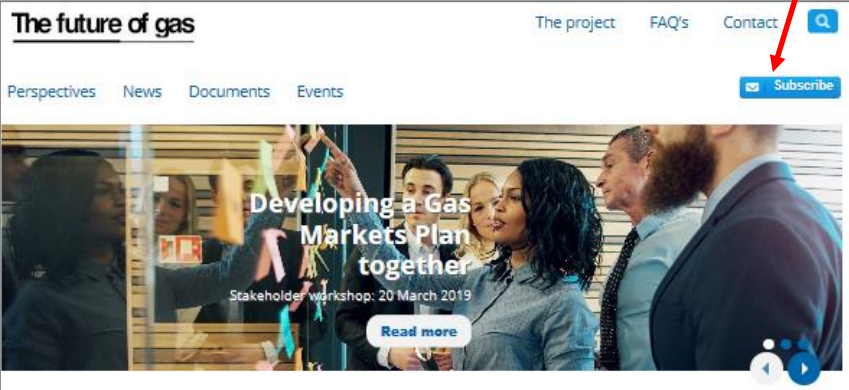 The future of gas
The project FAQ's Contact
Perspectives News Documents Events
Subscribe
Developing a Gas
Markets Plan
together
Stakeholder workshop: 20 March 2019
Read more